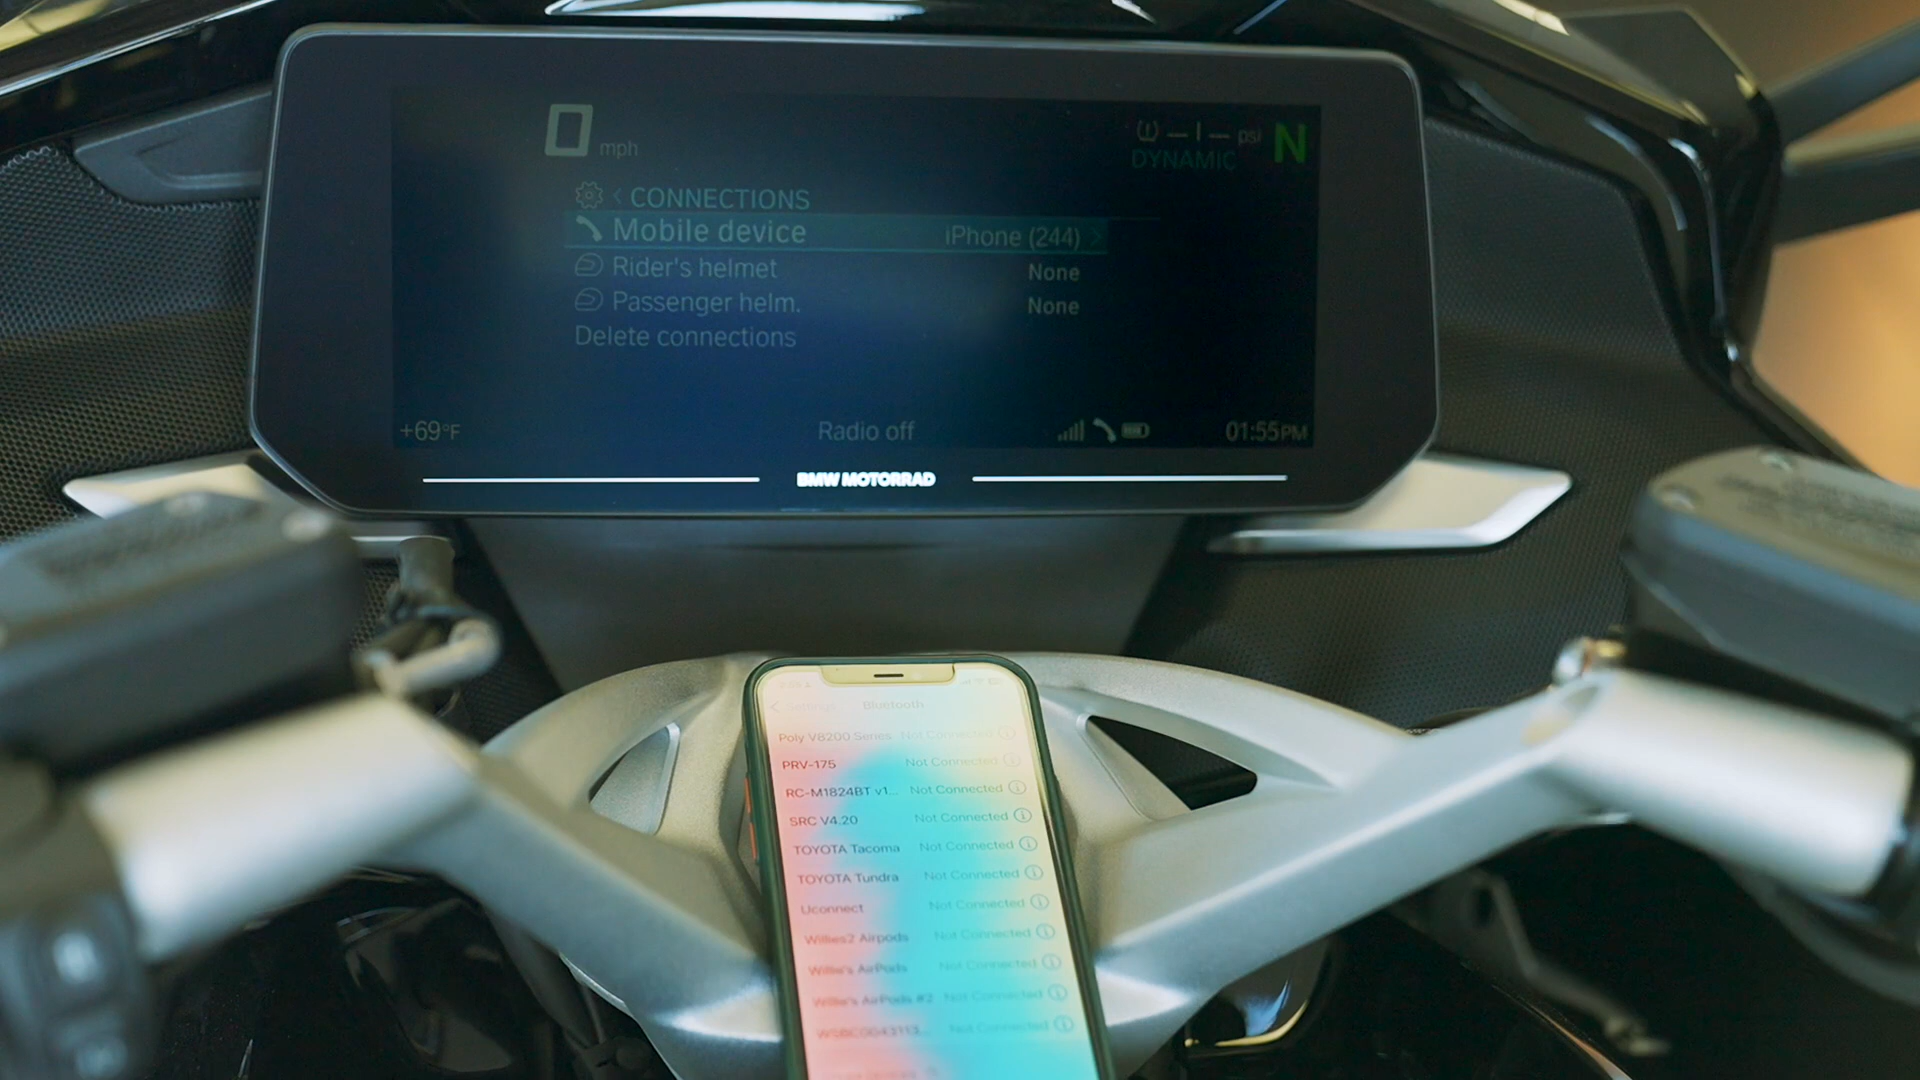 0 mph
– | – psi N
DYNAMIC
< CONNECTIONS
Mobile device iPhone (244) >
Rider's helmet None
Passenger helm. None
Delete connections
+69°F Radio off 01:55PM
BMW MOTORRAD
< Settings Bluetooth
Poly V8200 Series Not Connected
PRV-175 Not Connected
RC-M1824BT v1... Not Connected
SRC V4.20 Not Connected
TOYOTA Tacoma Not Connected
TOYOTA Tundra Not Connected
Uconnect Not Connected
Willies2 Airpods Not Connected
Willie's AirPods Not Connected
Willie's AirPods #2 Not Connected
Not Connected